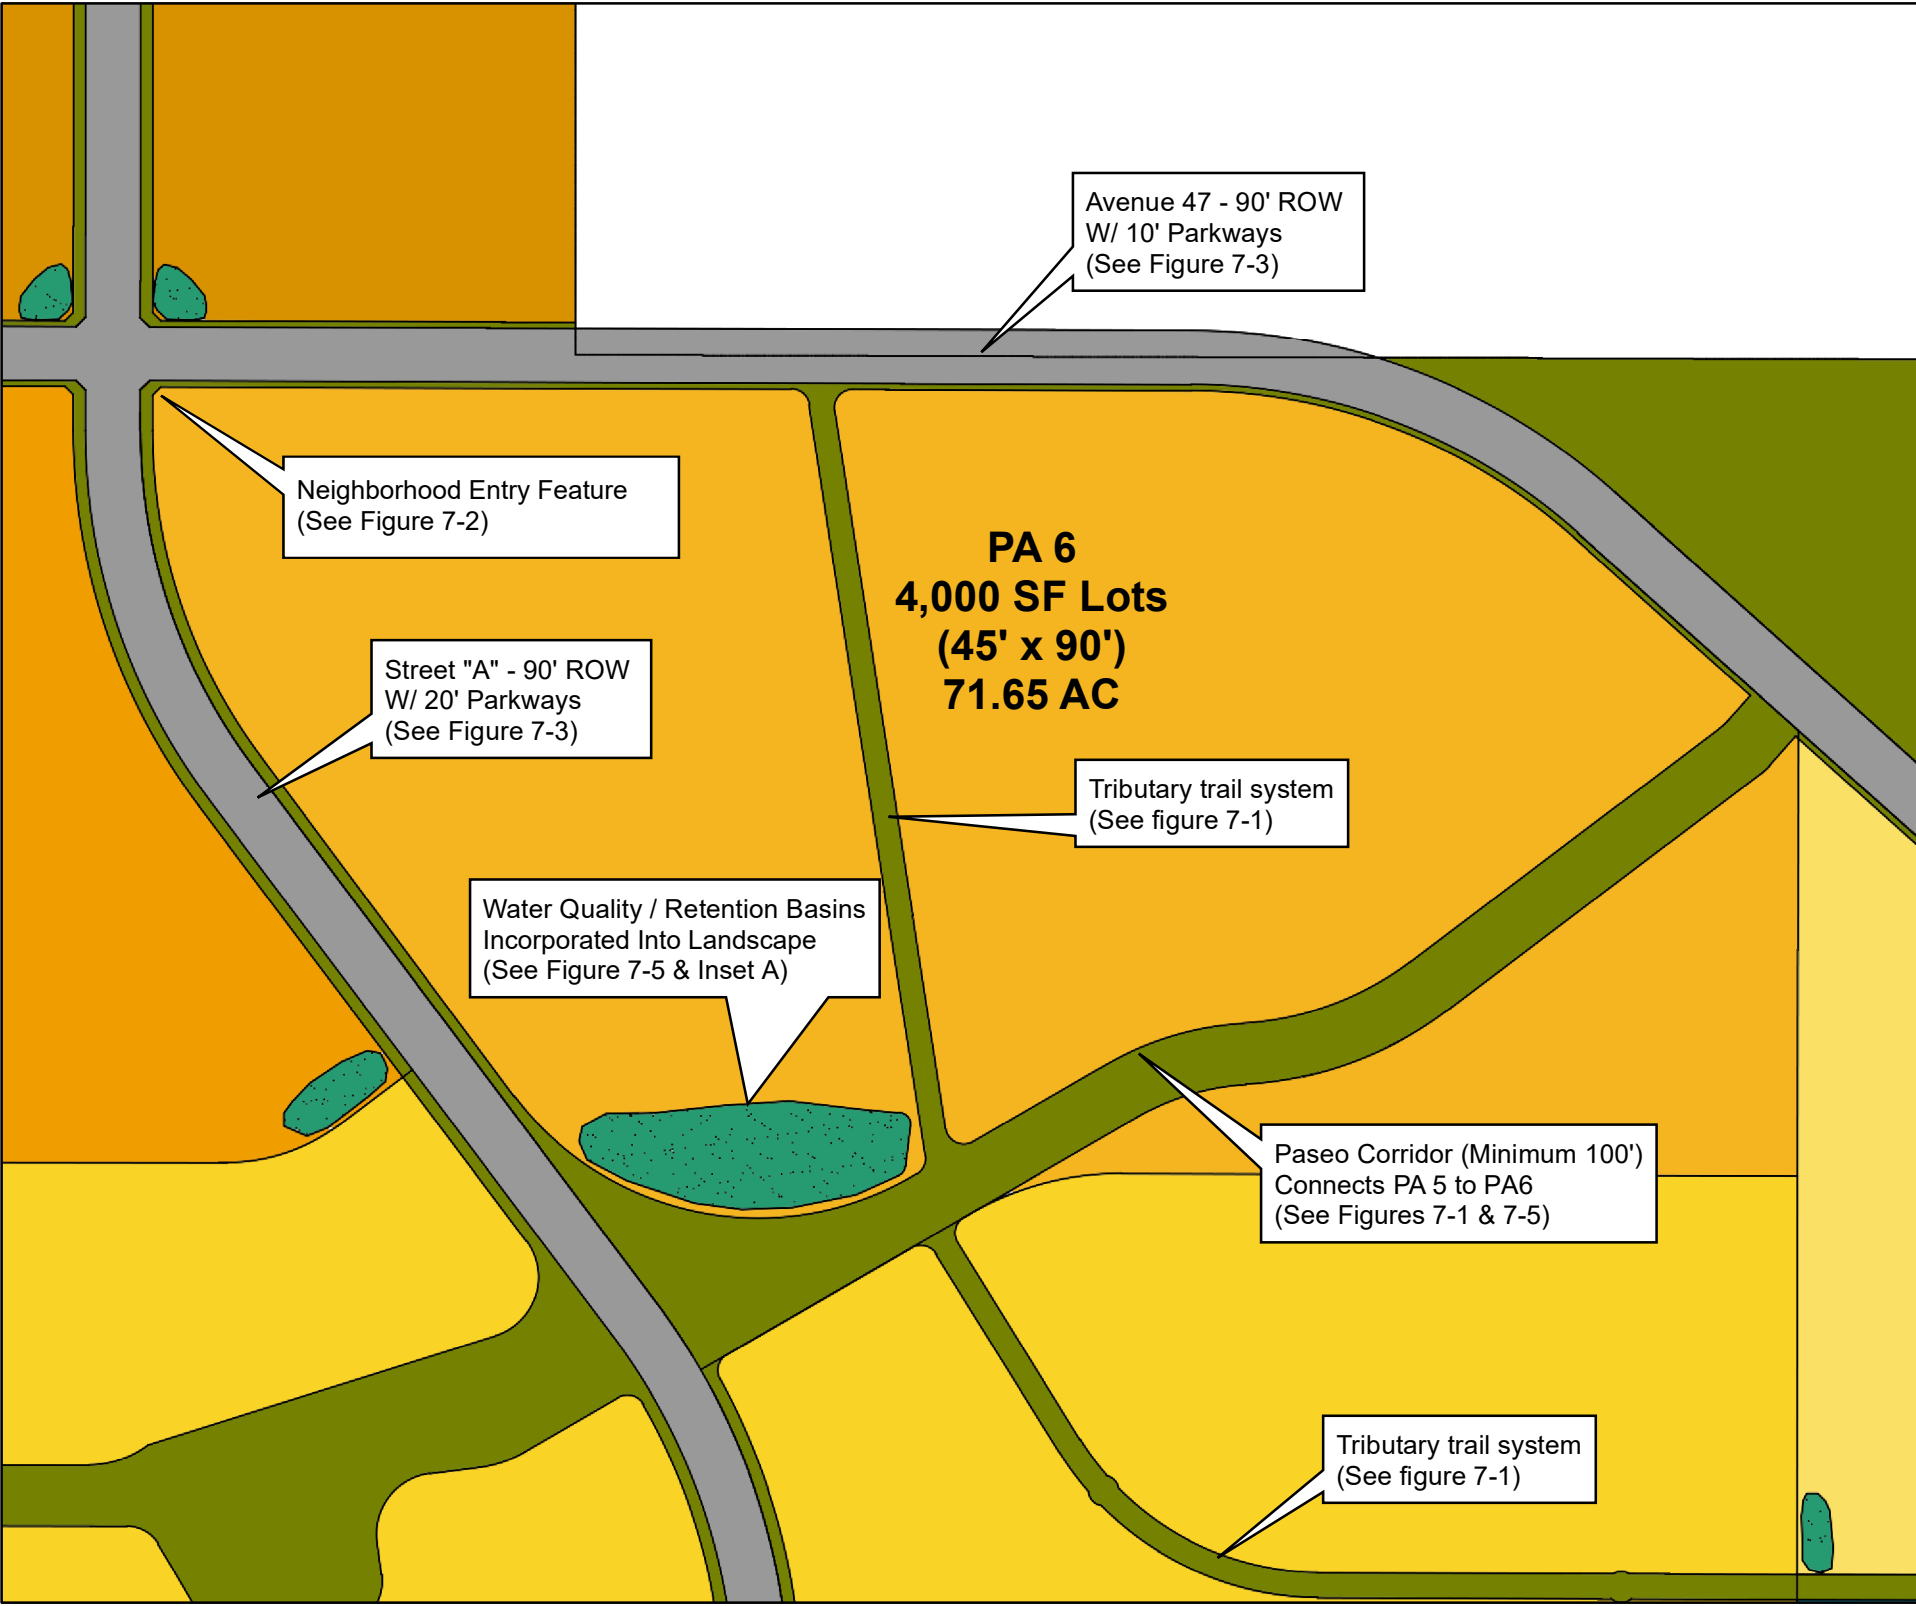 Avenue 47 - 90' ROW
W/ 10' Parkways
(See Figure 7-3)
Neighborhood Entry Feature
(See Figure 7-2)
PA 6
4,000 SF Lots
(45' x 90')
71.65 AC
Street "A" - 90' ROW
W/ 20' Parkways
(See Figure 7-3)
Tributary trail system
(See figure 7-1)
Water Quality / Retention Basins
Incorporated Into Landscape
(See Figure 7-5 & Inset A)
Paseo Corridor (Minimum 100')
Connects PA 5 to PA6
(See Figures 7-1 & 7-5)
Tributary trail system
(See figure 7-1)